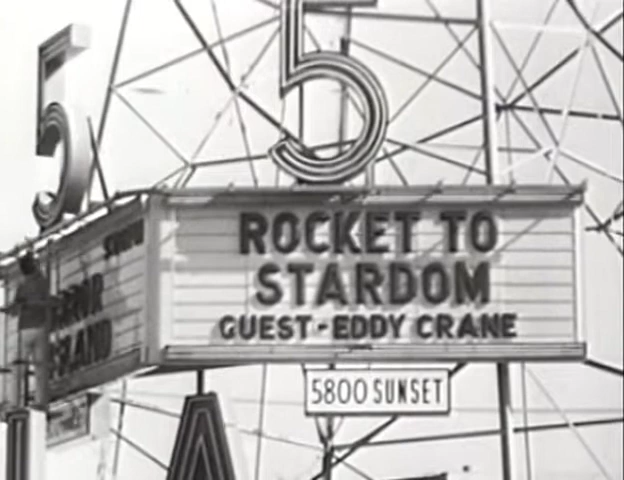 5
5
ROCKET TO
STARDOM
GUEST-EDDY CRANE
5800 SUNSET
A